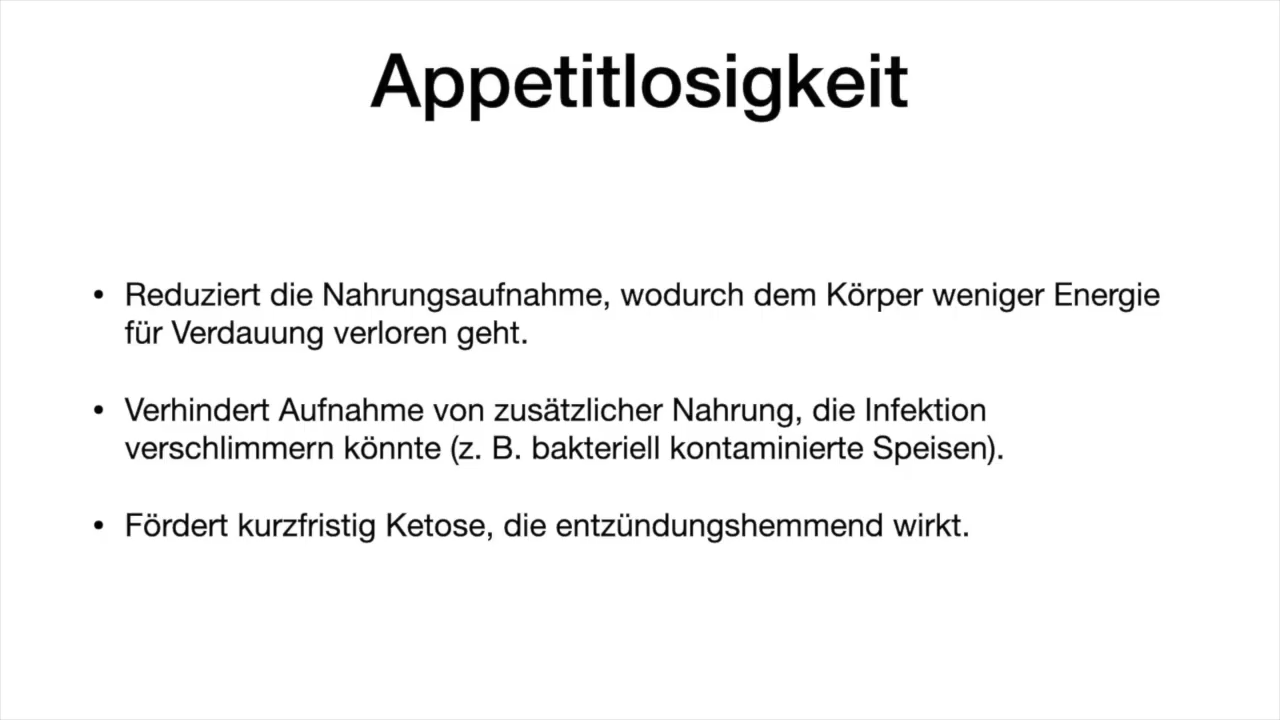 Appetitlosigkeit
• Reduziert die Nahrungsaufnahme, wodurch dem Körper weniger Energie
für Verdauung verloren geht.
• Verhindert Aufnahme von zusätzlicher Nahrung, die Infektion
verschlimmern könnte (z. B. bakteriell kontaminierte Speisen).
• Fördert kurzfristig Ketose, die entzündungshemmend wirkt.